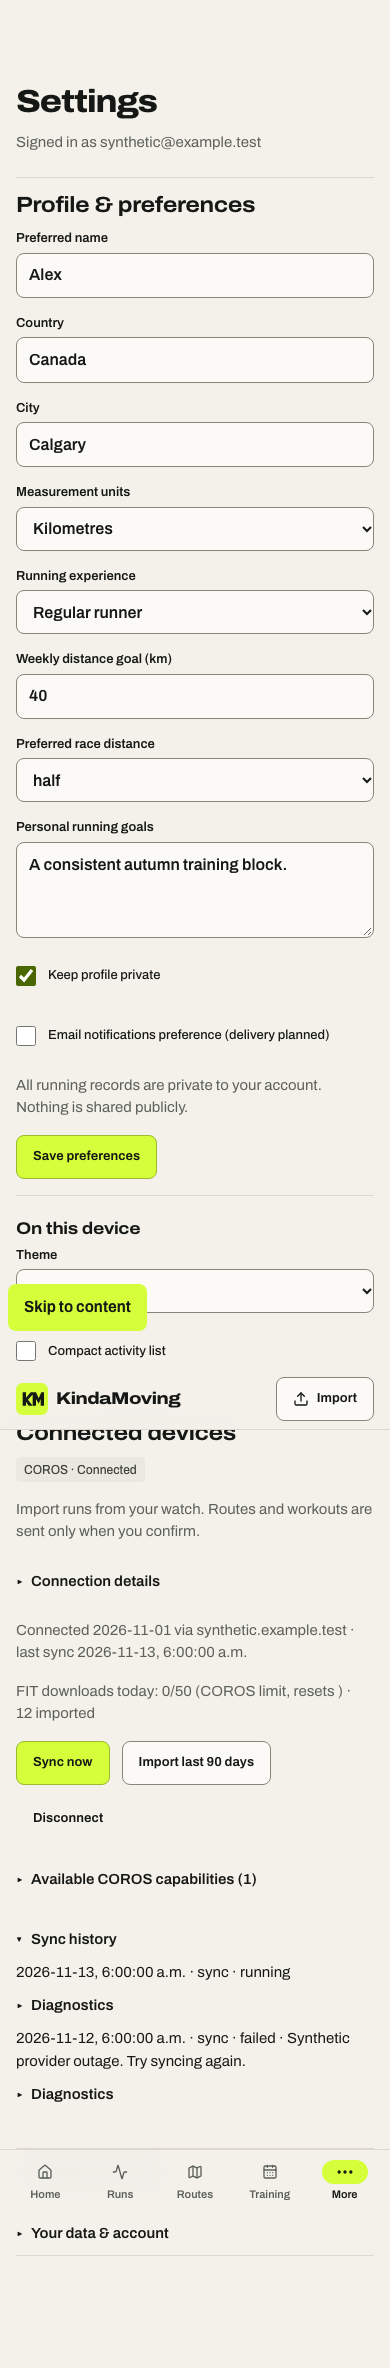 Settings
Signed in as synthetic@example.test
Profile & preferences
Preferred name
Alex
Country
Canada
City
Calgary
Measurement units
Kilometres
Running experience
Regular runner
Weekly distance goal (km)
40
Preferred race distance
half
Personal running goals
A consistent autumn training block.
Keep profile private
Email notifications preference (delivery planned)
All running records are private to your account.
Nothing is shared publicly.
Save preferences
On this device
Theme
Skip to content
Compact activity list
KM KindaMoving
Import
Connected devices
COROS · Connected
Import runs from your watch. Routes and workouts are
sent only when you confirm.
Connection details
Connected 2026-11-01 via synthetic.example.test ·
last sync 2026-11-13, 6:00:00 a.m.
FIT downloads today: 0/50 (COROS limit, resets ) ·
12 imported
Sync now
Import last 90 days
Disconnect
Available COROS capabilities (1)
Sync history
2026-11-13, 6:00:00 a.m. · sync · running
Diagnostics
2026-11-12, 6:00:00 a.m. · sync · failed · Synthetic
provider outage. Try syncing again.
Diagnostics
Home
Runs
Routes
Training
More
Your data & account